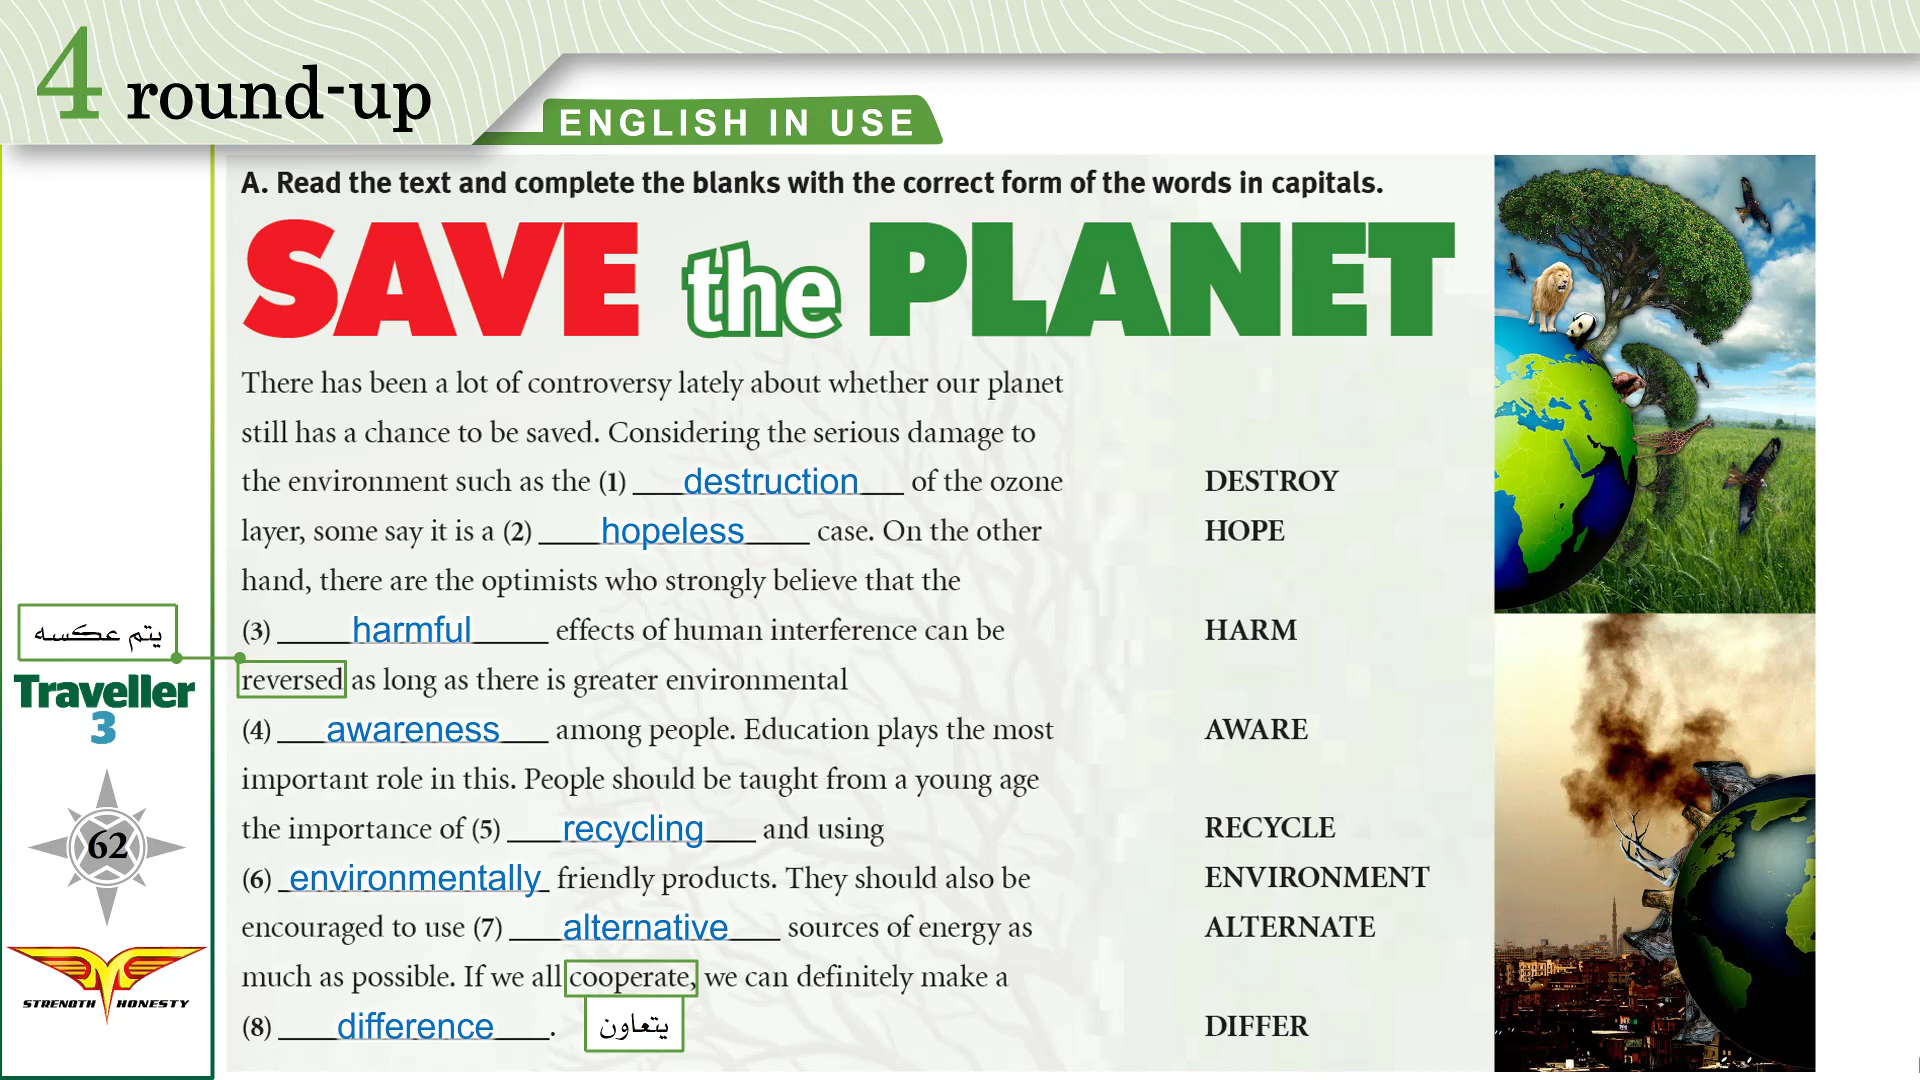 4 round-up
ENGLISH IN USE
A. Read the text and complete the blanks with the correct form of the words in capitals.
SAVE the PLANET
There has been a lot of controversy lately about whether our planet
still has a chance to be saved. Considering the serious damage to
the environment such as the (1) destruction of the ozone DESTROY
layer, some say it is a (2) hopeless case. On the other HOPE
hand, there are the optimists who strongly believe that the
(3) harmful effects of human interference can be HARM
يتم عكسه
reversed as long as there is greater environmental
(4) awareness among people. Education plays the most AWARE
important role in this. People should be taught from a young age
the importance of (5) recycling and using RECYCLE
(6) environmentally friendly products. They should also be ENVIRONMENT
encouraged to use (7) alternative sources of energy as ALTERNATE
much as possible. If we all cooperate, we can definitely make a
(8) difference. DIFFER
يتعاون
Traveller
3
62
STRENGTH HONESTY